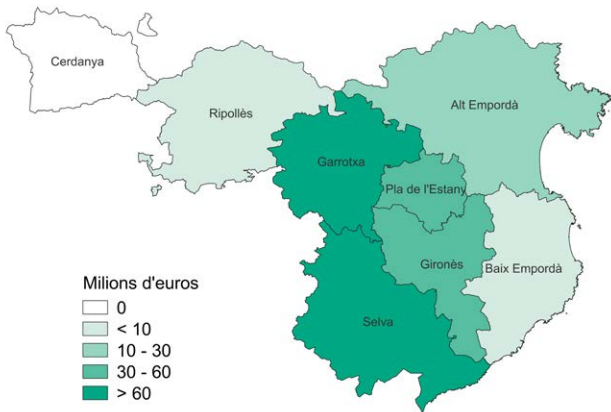 Cerdanya
Ripollès
Alt Empordà
Garrotxa
Pla de l'Estany
Gironès
Baix Empordà
Selva
Milions d'euros
0
< 10
10 - 30
30 - 60
> 60